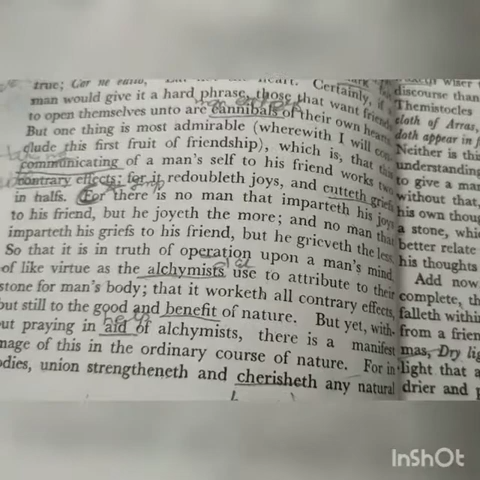 true; Cor ne edito, heart. Certainly, if a
man would give it a hard phrase, those that want friends
to open themselves unto are cannibals of their own hearts.
But one thing is most admirable (wherewith I will con-
clude this first fruit of friendship), which is, that this
communicating of a man's self to his friend works two
contrary effects; for it redoubleth joys, and cutteth griefs
in halfs. For there is no man that imparteth his joys
to his friend, but he joyeth the more; and no man that
imparteth his griefs to his friend, but he grieveth the less.
So that it is in truth of operation upon a man's mind,
of like virtue as the alchymists use to attribute to their
stone for man's body; that it worketh all contrary effects,
but still to the good and benefit of nature. But yet, with-
out praying in aid of alchymists, there is a manifest
mage of this in the ordinary course of nature. For in
odies, union strengtheneth and cherisheth any natural
wiser
discourse than
Themistocles
cloth of Arras,
doth appear in
Neither is this
understanding
to give a man
without that,
his own thoug
a stone, whic
better relate
his thoughts
Add now
complete, th
falleth within
from a frien
mas, Dry lig
light that a
drier and p
help
InShOt